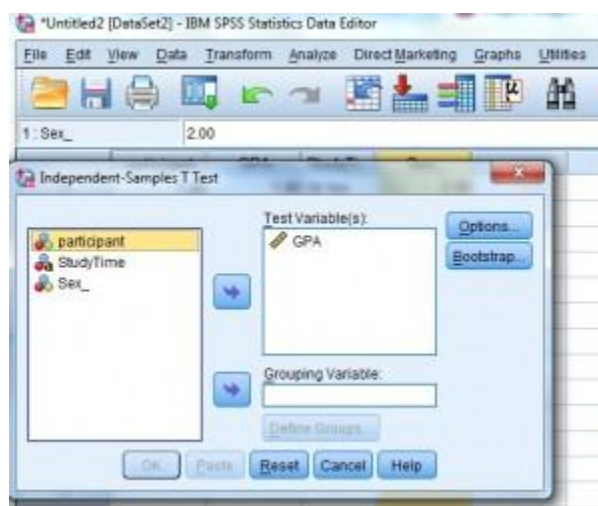 *Untitled2 [DataSet2] - IBM SPSS Statistics Data Editor
File Edit View Data Transform Analyze Direct Marketing Graphs Utilities
1 : Sex_ 2.00
Independent-Samples T Test
participant
StudyTime
Sex_
Test Variable(s):
GPA
Options...
Bootstrap...
Grouping Variable:
Define Groups...
OK Paste Reset Cancel Help